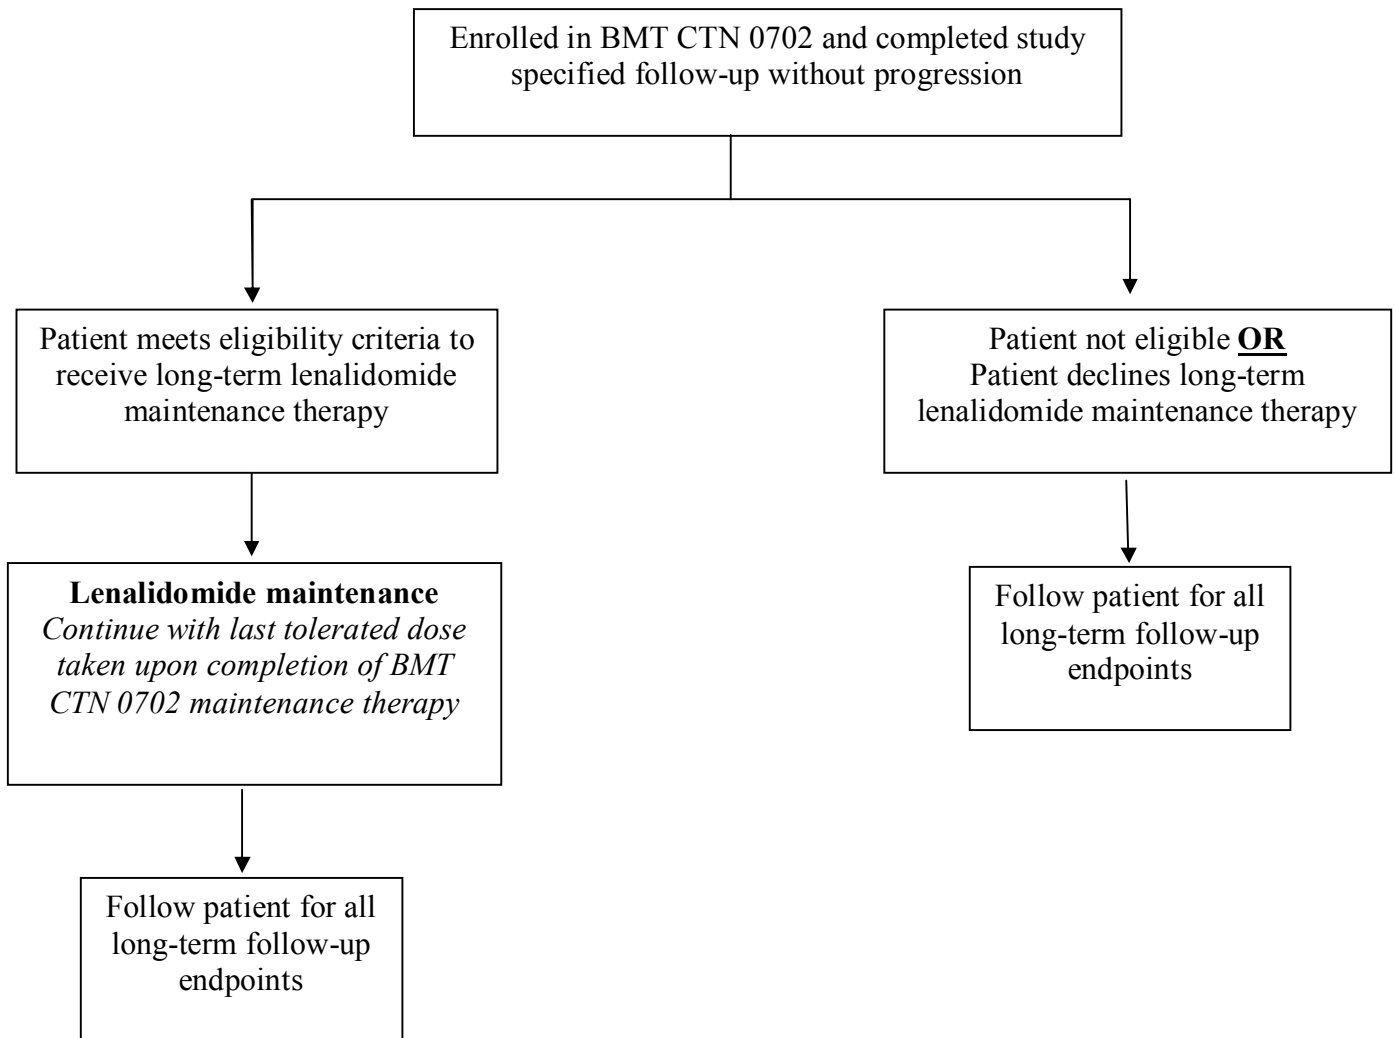 Enrolled in BMT CTN 0702 and completed study
specified follow-up without progression
Patient meets eligibility criteria to
receive long-term lenalidomide
maintenance therapy
Patient not eligible OR
Patient declines long-term
lenalidomide maintenance therapy
Lenalidomide maintenance
Continue with last tolerated dose
taken upon completion of BMT
CTN 0702 maintenance therapy
Follow patient for all
long-term follow-up
endpoints
Follow patient for all
long-term follow-up
endpoints